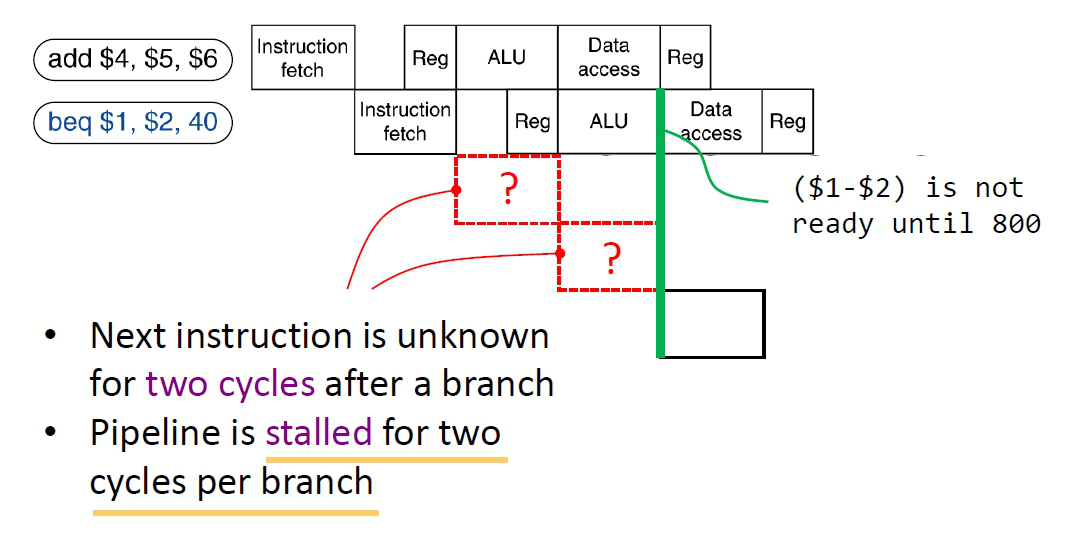 add $4, $5, $6
Instruction
fetch
Reg
ALU
Data
access
Reg
beq $1, $2, 40
Instruction
fetch
Reg
ALU
Data
access
Reg
?
($1-$2) is not
ready until 800
?
• Next instruction is unknown
for two cycles after a branch
• Pipeline is stalled for two
cycles per branch